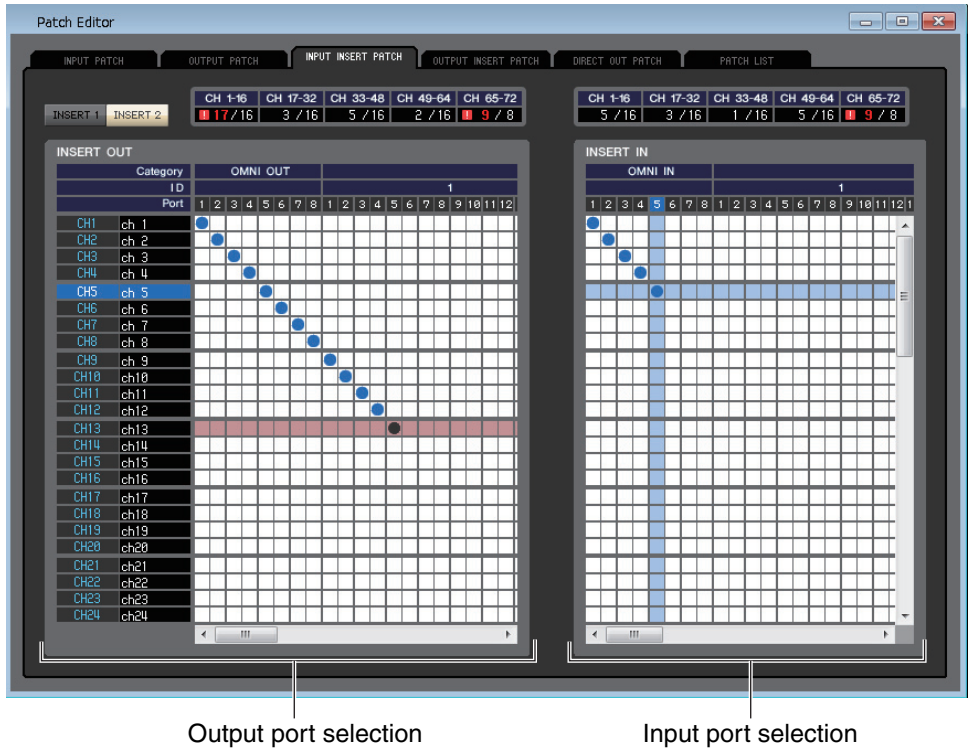 Patch Editor
INPUT PATCH OUTPUT PATCH INPUT INSERT PATCH OUTPUT INSERT PATCH DIRECT OUT PATCH PATCH LIST
INSERT 1 INSERT 2
CH 1-16 CH 17-32 CH 33-48 CH 49-64 CH 65-72
! 17/16 3/16 5/16 2/16 ! 9/8
CH 1-16 CH 17-32 CH 33-48 CH 49-64 CH 65-72
5/16 3/16 1/16 5/16 ! 9/8
INSERT OUT
Category OMNI OUT
ID 1
Port 1 2 3 4 5 6 7 8 1 2 3 4 5 6 7 8 9 10 11 12
CH1 ch 1
CH2 ch 2
CH3 ch 3
CH4 ch 4
CH5 ch 5
CH6 ch 6
CH7 ch 7
CH8 ch 8
CH9 ch 9
CH10 ch10
CH11 ch11
CH12 ch12
CH13 ch13
CH14 ch14
CH15 ch15
CH16 ch16
CH17 ch17
CH18 ch18
CH19 ch19
CH20 ch20
CH21 ch21
CH22 ch22
CH23 ch23
CH24 ch24
INSERT IN
OMNI IN
1
1 2 3 4 5 6 7 8 1 2 3 4 5 6 7 8 9 10 11 12 1
Output port selection
Input port selection